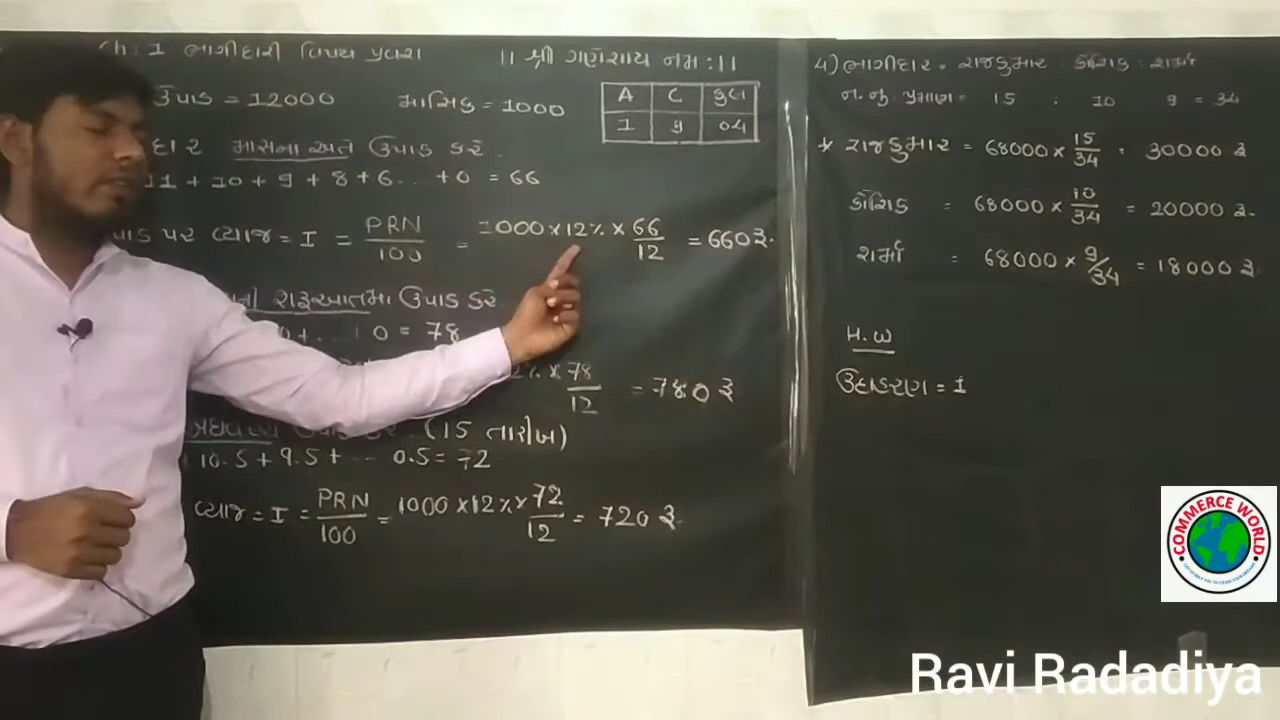 Ch: 1 ભાગીદારી વિષય પ્રવેશ
॥ શ્રી ગણેશાય નમઃ ॥
ઉપાડ = 12000 માસિક = 1000
A C કુલ
1 9 04
માસના અંતે ઉપાડ કરે.
11 + 10 + 9 + 8 + 6... +0 = 66
પર વ્યાજ = I = PRN/100 = 1000 × 12% × 66/12 = 660 રૂ.
શરૂઆતમાં ઉપાડ કરે
0 = 78
% × 78/12 = 780 રૂ
(15 તારીખ)
10.5 + 9.5 + ... 0.5 = 72
વ્યાજ = I = PRN/100 = 1000 × 12% × 72/12 = 720 રૂ.
4) ભાગીદાર = રાજકુમાર : કૌશિક : શર્મા
ન.નુ. પ્રમાણ = 15 : 10 9 = 34
* રાજકુમાર = 68000 × 15/34 = 30000 રૂ
કૌશિક = 68000 × 10/34 = 20000 રૂ.
શર્મા = 68000 × 9/34 = 18000 રૂ.
H.W
ઉદાહરણ = 1
COMMERCE WORLD
Ravi Radadiya